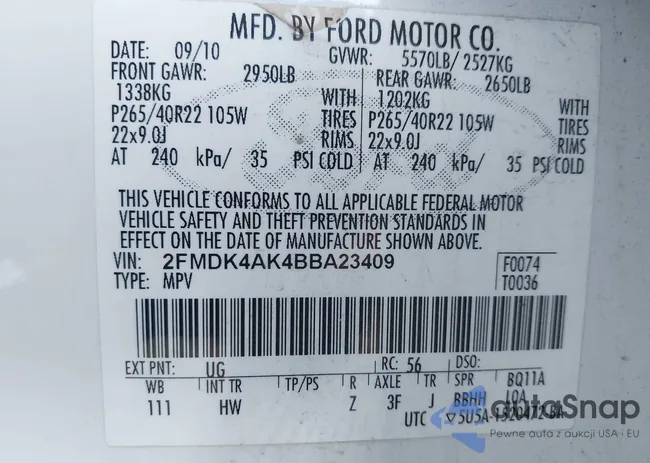 MFD. BY FORD MOTOR CO.
DATE: 09/10 GVWR: 5570LB/ 2527KG
FRONT GAWR: 2950LB REAR GAWR: 2650LB
1338KG WITH 1202KG WITH
P265/40R22 105W TIRES P265/40R22 105W TIRES
22x9.0J RIMS 22x9.0J RIMS
AT 240 kPa/ 35 PSI COLD AT 240 kPa/ 35 PSI COLD
THIS VEHICLE CONFORMS TO ALL APPLICABLE FEDERAL MOTOR
VEHICLE SAFETY AND THEFT PREVENTION STANDARDS IN
EFFECT ON THE DATE OF MANUFACTURE SHOWN ABOVE.
VIN: 2FMDK4AK4BBA23409 F0074
TYPE: MPV T0036
EXT PNT: UG RC: 56 DSO:
WB INT TR TP/PS R AXLE TR SPR BQ11A
111 HW Z 3F J BBHH
UTC ▽5U5A-1520472-BA
autoSnap
Pewne auta z aukcji USA · EU